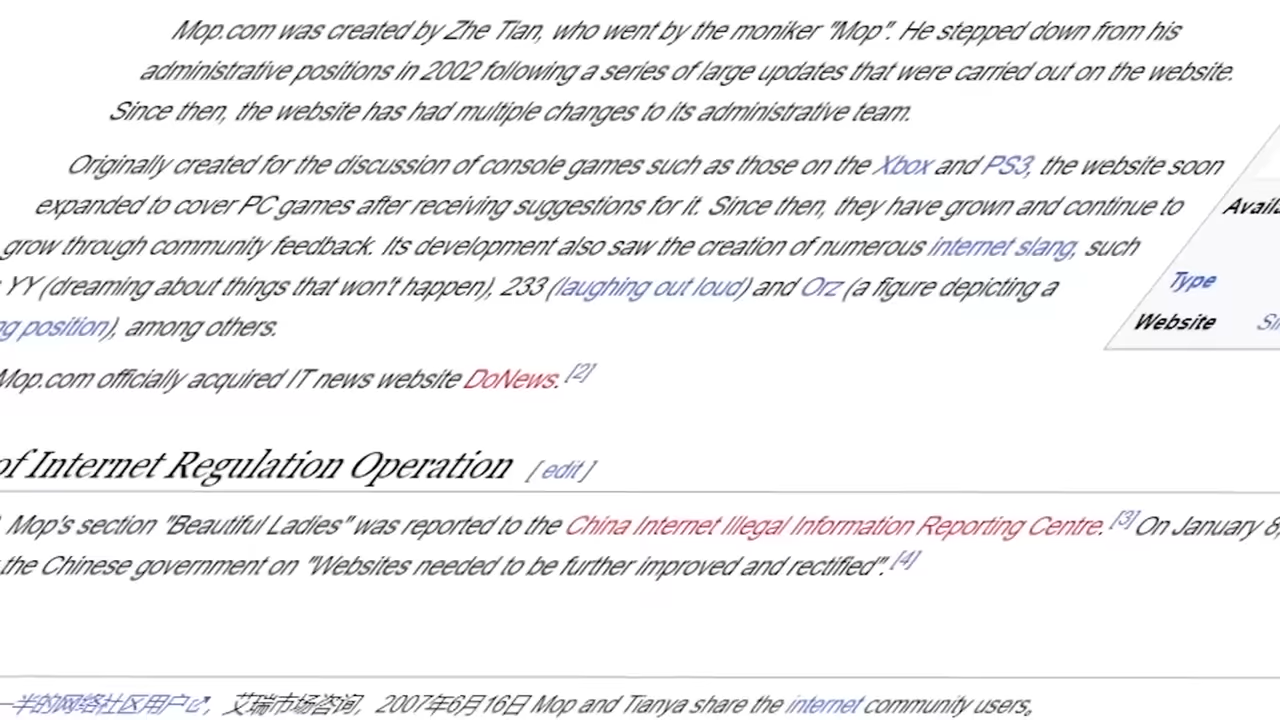 Mop.com was created by Zhe Tian, who went by the moniker "Mop". He stepped down from his
administrative positions in 2002 following a series of large updates that were carried out on the website.
Since then, the website has had multiple changes to its administrative team.
Originally created for the discussion of console games such as those on the Xbox and PS3, the website soon
expanded to cover PC games after receiving suggestions for it. Since then, they have grown and continue to
grow through community feedback. Its development also saw the creation of numerous internet slang, such
YY (dreaming about things that won't happen), 233 (laughing out loud) and Orz (a figure depicting a
position), among others.
Type
Website
Mop.com officially acquired IT news website DoNews.[2]
of Internet Regulation Operation [ edit ]
Mop's section "Beautiful Ladies" was reported to the China Internet Illegal Information Reporting Centre.[3] On January 8,
the Chinese government on "Websites needed to be further improved and rectified".[4]
一半的网络社区用户, 艾瑞市场咨询, 2007年6月16日 Mop and Tianya share the internet community users。